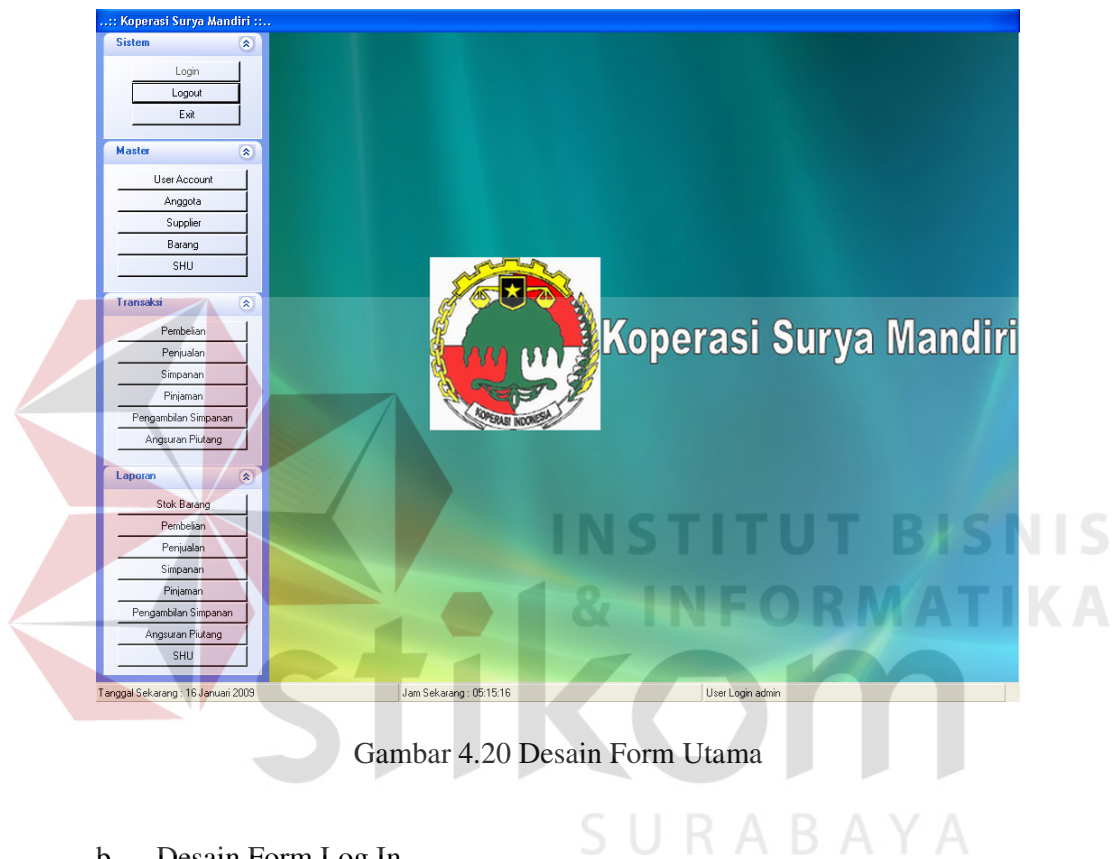 ..:: Koperasi Surya Mandiri ::..
Sistem
Login
Logout
Exit
Master
User Account
Anggota
Supplier
Barang
SHU
Transaksi
Pembelian
Penjualan
Simpanan
Pinjaman
Pengambilan Simpanan
Angsuran Piutang
Laporan
Stok Barang
Pembelian
Penjualan
Simpanan
Pinjaman
Pengambilan Simpanan
Angsuran Piutang
SHU
KOPERASI INDONESIA
Koperasi Surya Mandiri
INSTITUT BISNIS
& INFORMATIKA
stikom
SURABAYA
Tanggal Sekarang : 16 Januari 2009
Jam Sekarang : 05:15:16
User Login admin
Gambar 4.20 Desain Form Utama
b. Desain Form Log In